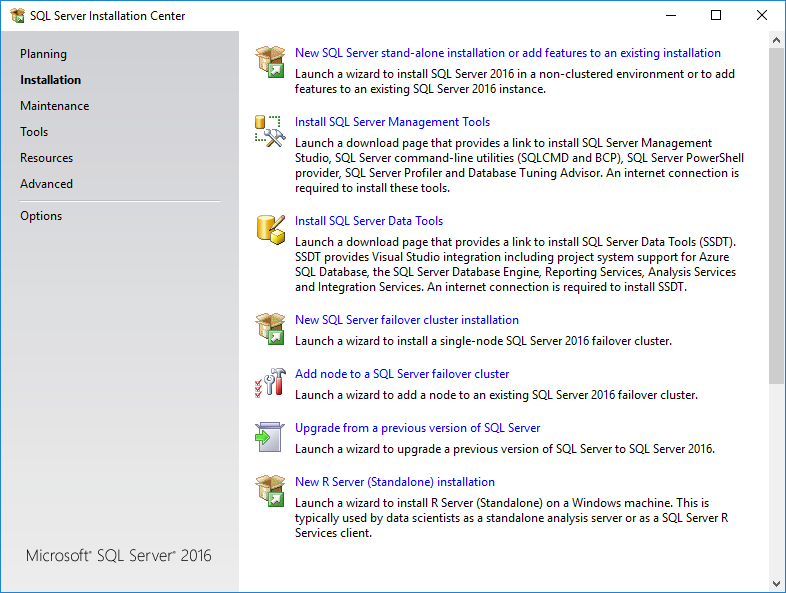 SQL Server Installation Center
Planning
Installation
Maintenance
Tools
Resources
Advanced
Options
Microsoft® SQL Server® 2016
New SQL Server stand-alone installation or add features to an existing installation
Launch a wizard to install SQL Server 2016 in a non-clustered environment or to add
features to an existing SQL Server 2016 instance.
Install SQL Server Management Tools
Launch a download page that provides a link to install SQL Server Management
Studio, SQL Server command-line utilities (SQLCMD and BCP), SQL Server PowerShell
provider, SQL Server Profiler and Database Tuning Advisor. An internet connection is
required to install these tools.
Install SQL Server Data Tools
Launch a download page that provides a link to install SQL Server Data Tools (SSDT).
SSDT provides Visual Studio integration including project system support for Azure
SQL Database, the SQL Server Database Engine, Reporting Services, Analysis Services
and Integration Services. An internet connection is required to install SSDT.
New SQL Server failover cluster installation
Launch a wizard to install a single-node SQL Server 2016 failover cluster.
Add node to a SQL Server failover cluster
Launch a wizard to add a node to an existing SQL Server 2016 failover cluster.
Upgrade from a previous version of SQL Server
Launch a wizard to upgrade a previous version of SQL Server to SQL Server 2016.
New R Server (Standalone) installation
Launch a wizard to install R Server (Standalone) on a Windows machine. This is
typically used by data scientists as a standalone analysis server or as a SQL Server R
Services client.